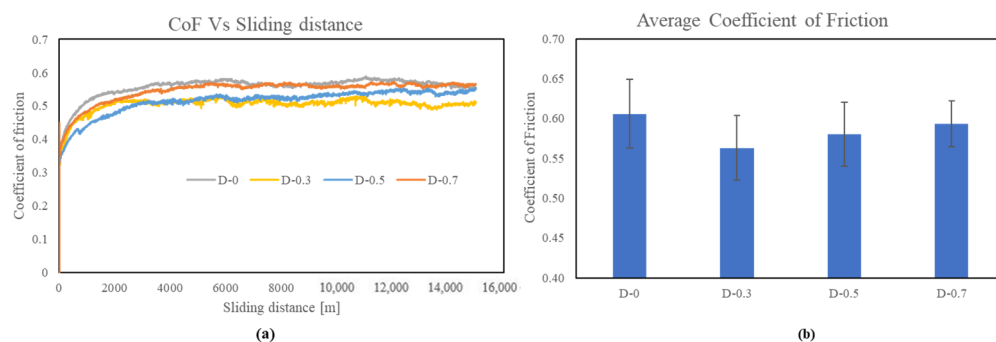 CoF Vs Sliding distance
0.7
0.6
0.5
0.4
0.3
0.2
0.1
0
Coefficient of friction
D-0 D-0.3 D-0.5 D-0.7
0 2000 4000 6000 8000 10,000 12,000 14,000 16,000
Sliding distance [m]
(a)
Average Coefficient of Friction
0.70
0.65
0.60
0.55
0.50
0.45
0.40
Coefficient of Friction
D-0 D-0.3 D-0.5 D-0.7
(b)